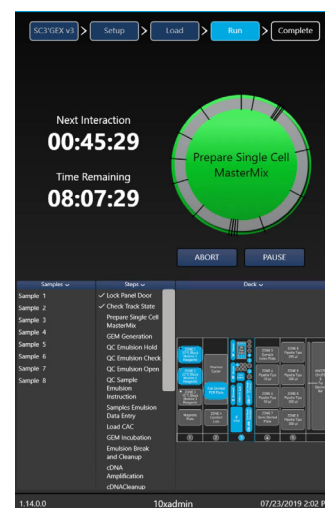 SC3'GEX v3 > Setup > Load > Run > Complete
Next Interaction
00:45:29
Time Remaining
08:07:29
Prepare Single Cell
MasterMix
ABORT PAUSE
Samples Steps Deck
Sample 1
Sample 2
Sample 3
Sample 4
Sample 5
Sample 6
Sample 7
Sample 8
✓ Lock Panel Door
✓ Check Track State
Prepare Single Cell
MasterMix
GEM Generation
QC Emulsion Hold
QC Emulsion Check
QC Emulsion Open
QC Sample
Emulsion
Instruction
Samples Emulsion
Data Entry
Load CAC
GEM Incubation
Emulsion Break
and Cleanup
cDNA
Amplification
cDNACleanup
1.14.0.0 10xadmin 07/23/2019 2:02 P